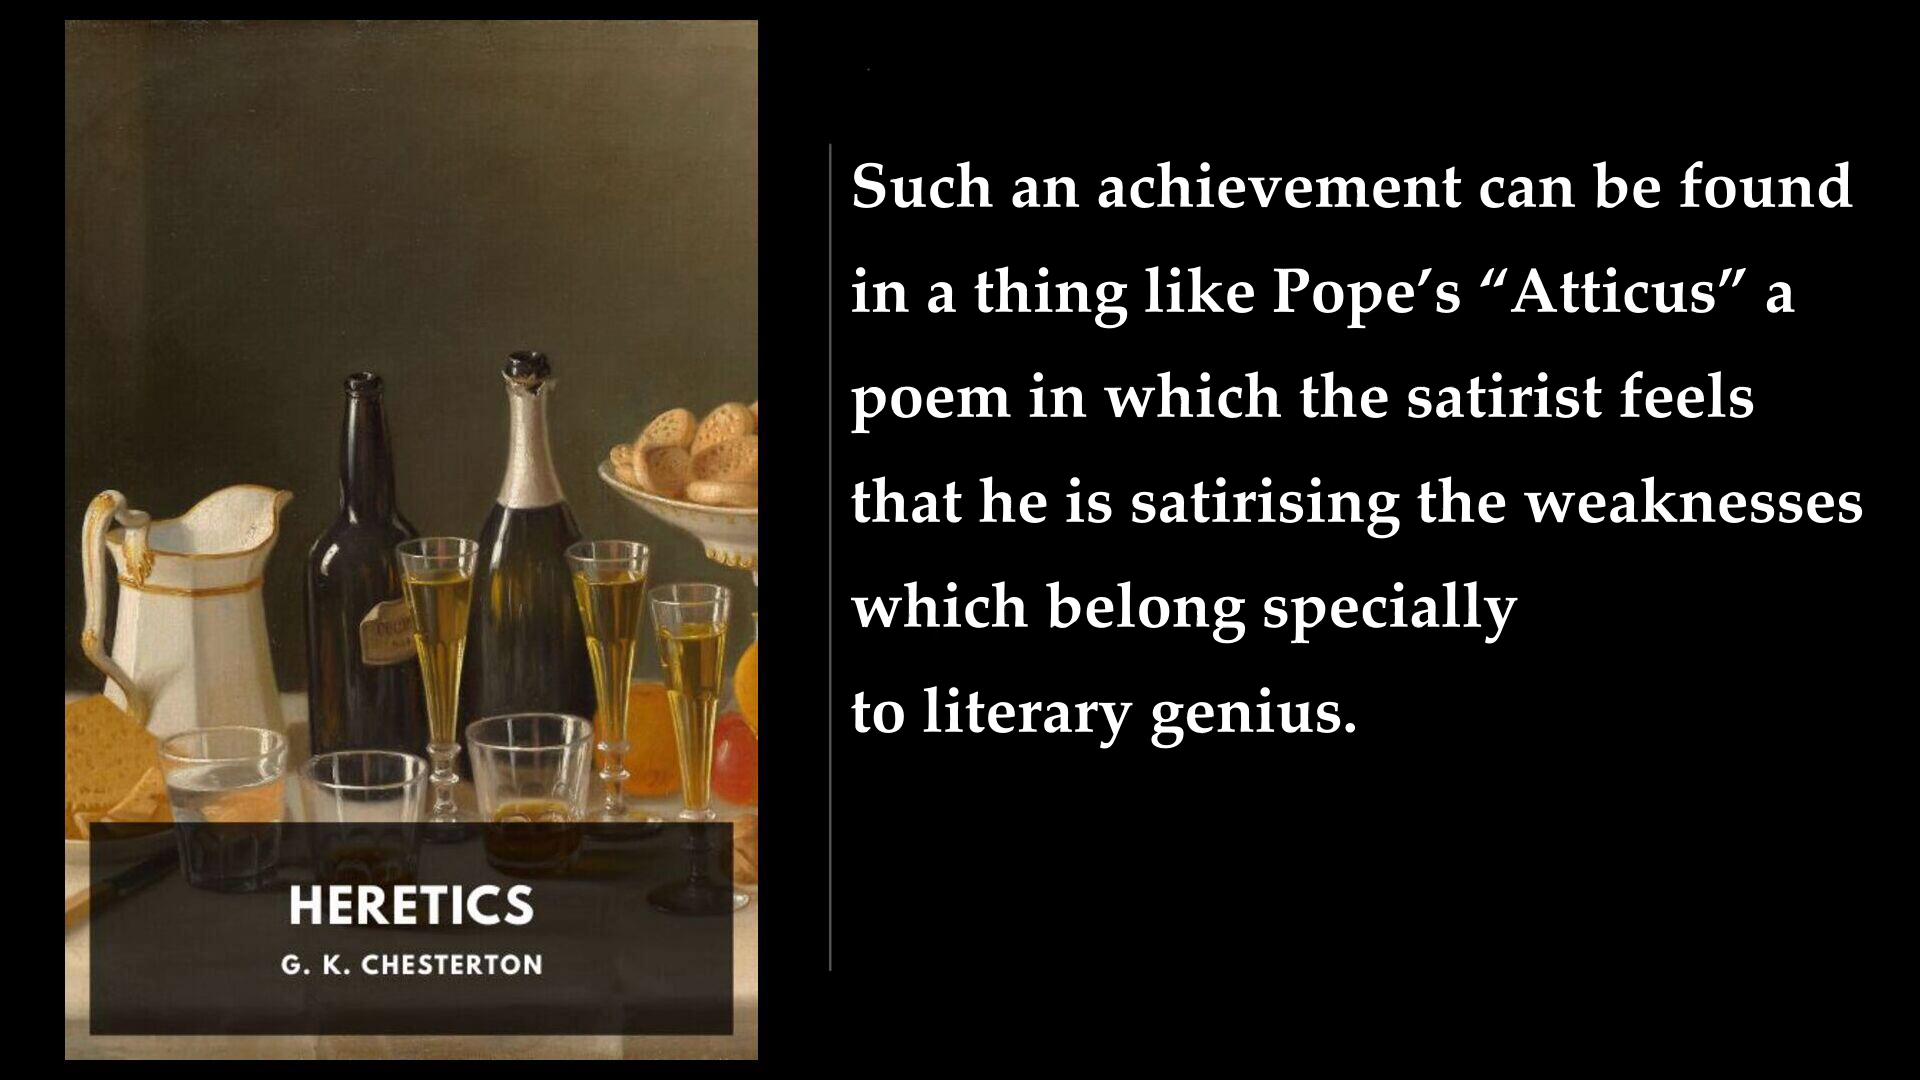 Such an achievement can be found
in a thing like Pope’s “Atticus” a
poem in which the satirist feels
that he is satirising the weaknesses
which belong specially
to literary genius.
HERETICS
G. K. CHESTERTON